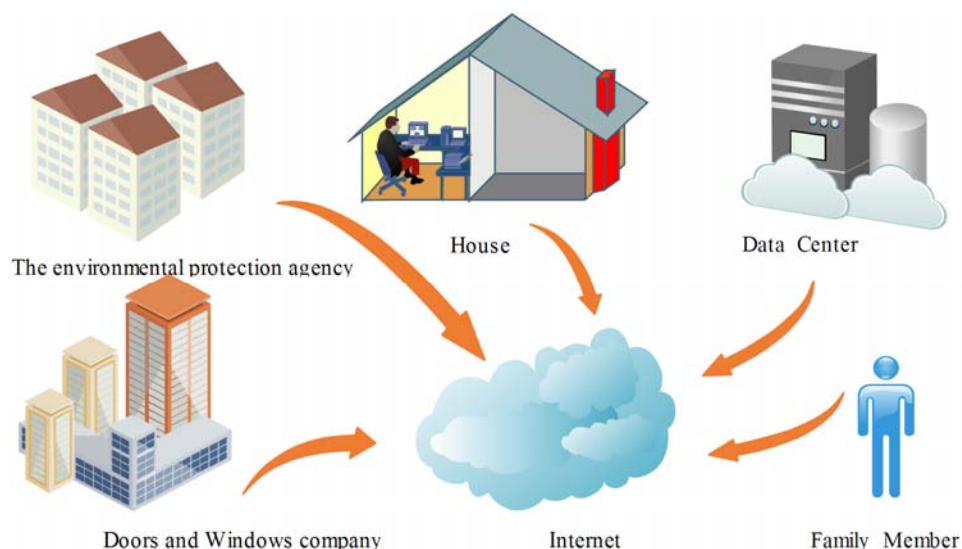 House
Data Center
The environmental protection agency
Doors and Windows company
Internet
Family Member